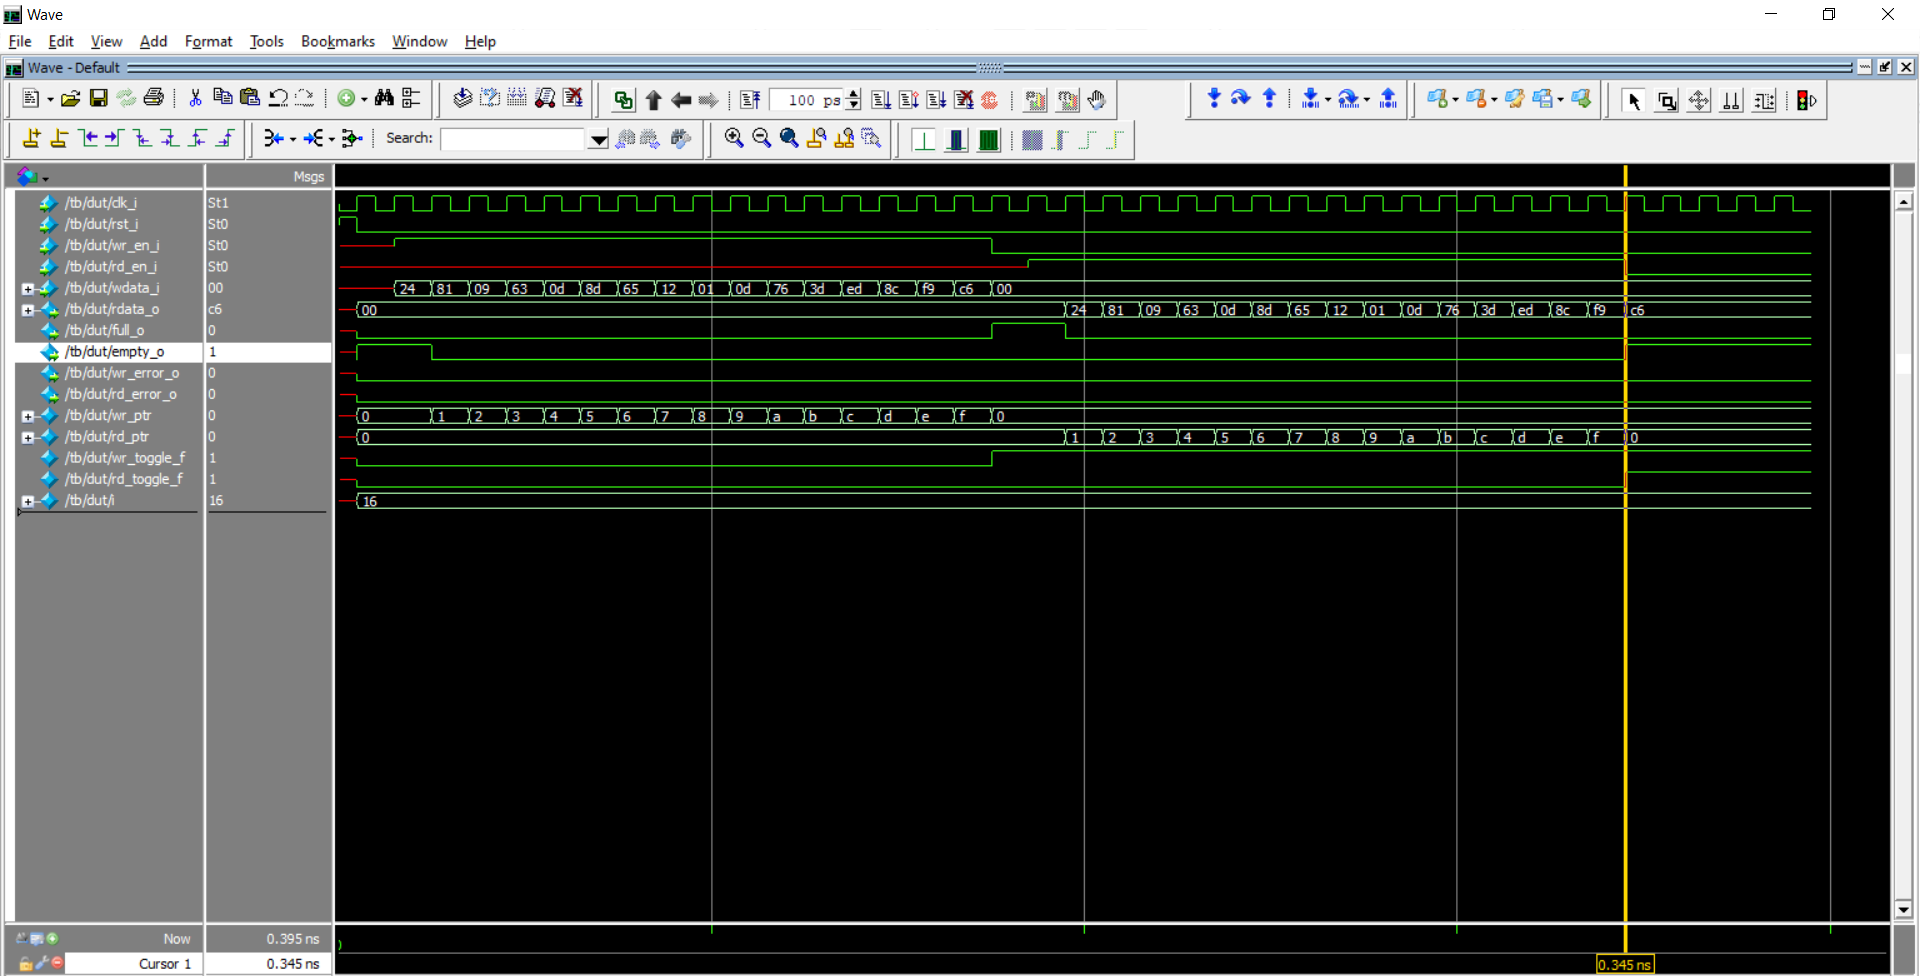 Wave
File Edit View Add Format Tools Bookmarks Window Help
Wave - Default
100 ps
Search:
Msgs
/tb/dut/clk_i St1
/tb/dut/rst_i St0
/tb/dut/wr_en_i St0
/tb/dut/rd_en_i St0
/tb/dut/wdata_i 00 24 81 09 63 0d 8d 65 12 01 0d 76 3d ed 8c f9 c6 00
/tb/dut/rdata_o c6 00 24 81 09 63 0d 8d 65 12 01 0d 76 3d ed 8c f9 c6
/tb/dut/full_o 0
/tb/dut/empty_o 1
/tb/dut/wr_error_o 0
/tb/dut/rd_error_o 0
/tb/dut/wr_ptr 0 0 1 2 3 4 5 6 7 8 9 a b c d e f 0
/tb/dut/rd_ptr 0 0 1 2 3 4 5 6 7 8 9 a b c d e f 0
/tb/dut/wr_toggle_f 1
/tb/dut/rd_toggle_f 1
/tb/dut/i 16 16
Now 0.395 ns
Cursor 1 0.345 ns 0.345 ns